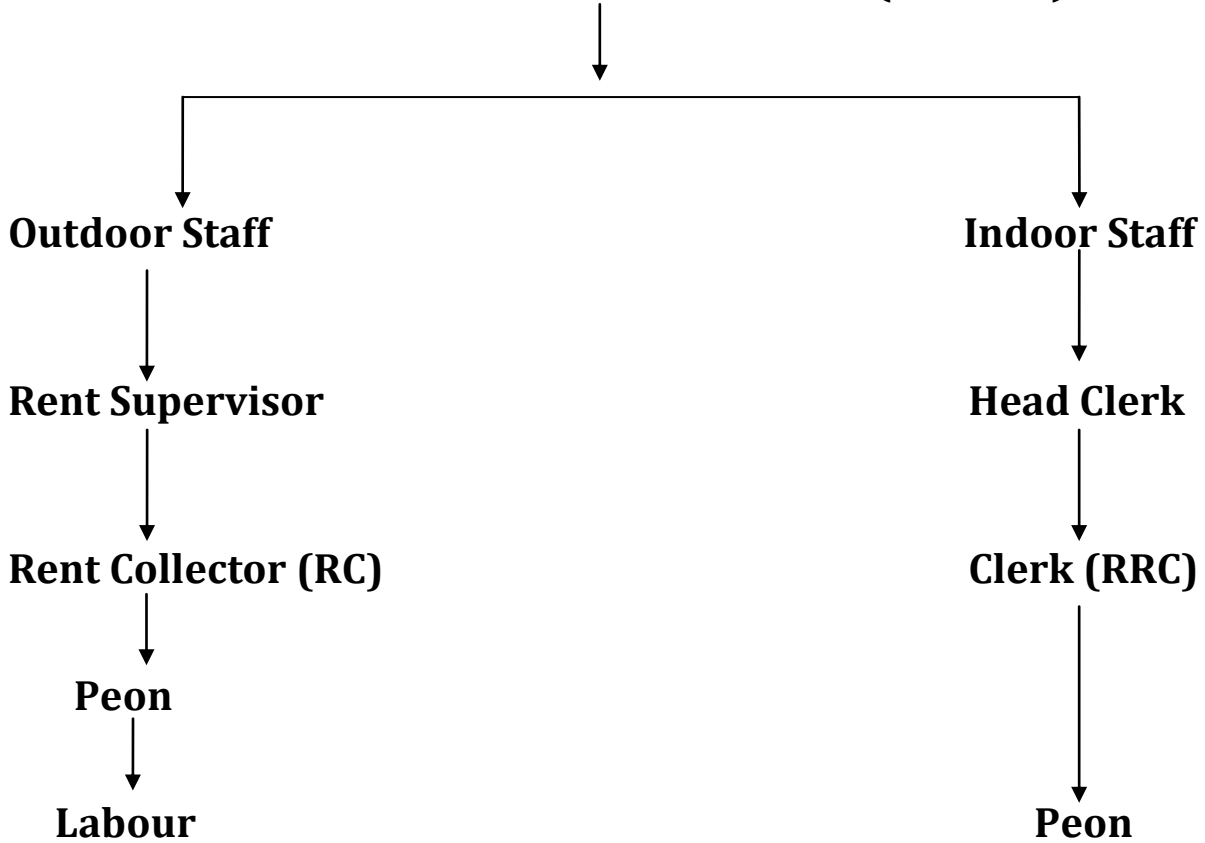 Outdoor Staff
Indoor Staff
Rent Supervisor
Head Clerk
Rent Collector (RC)
Clerk (RRC)
Peon
Labour
Peon